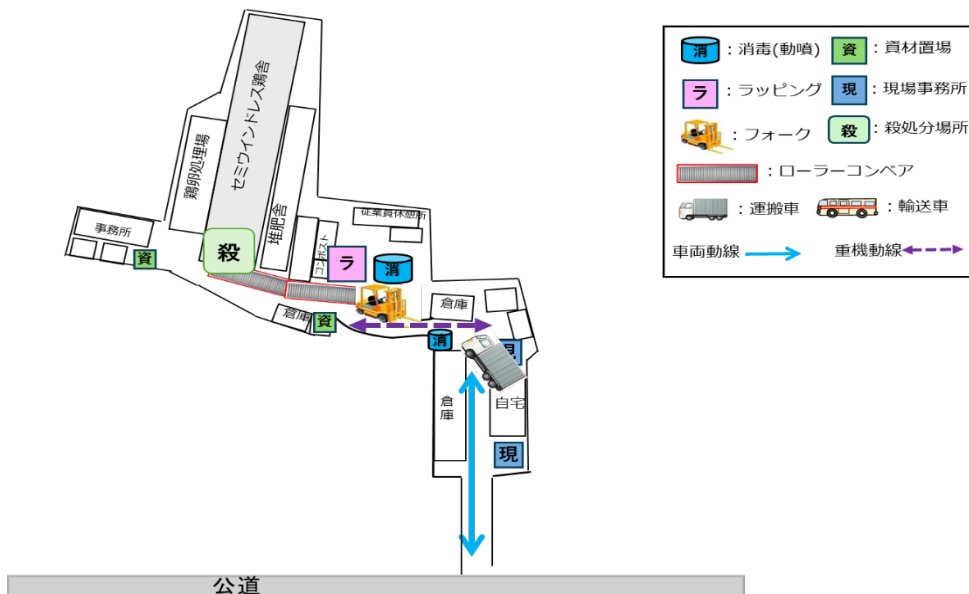 消
：消毒(動噴)
資
：資材置場
ラ
：ラッピング
現
：現場事務所
：フォーク
殺
：殺処分場所
：ローラーコンベア
：運搬車
：輸送車
車両動線
重機動線
セミウインドレス鶏舎
鶏卵処理場
堆肥舎
コンポスト
従業員休憩所
事務所
資
殺
ラ
消
倉庫
資
倉庫
消
現
倉庫
自宅
現
公道